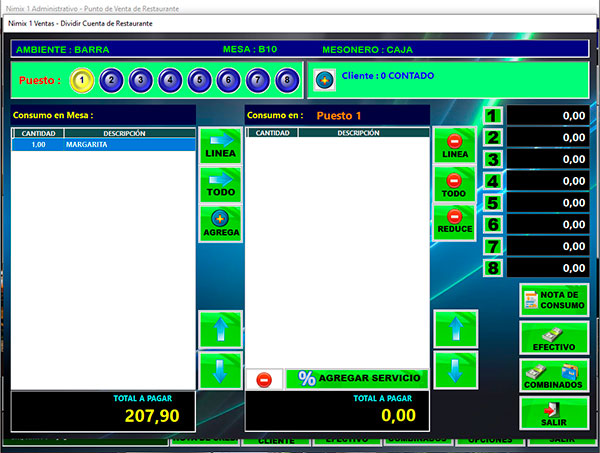 Nimix 1 Administrativo - Punto de Venta de Restaurante
Nimix 1 Ventas - Dividir Cuenta de Restaurante
AMBIENTE : BARRA MESA : B10 MESONERO : CAJA
Puesto : 1 2 3 4 5 6 7 8 Cliente : 0 CONTADO
Consumo en Mesa :
CANTIDAD DESCRIPCIÓN
1,00 MARGARITA
LINEA
TODO
AGREGA
TOTAL A PAGAR
207,90
Consumo en : Puesto 1
CANTIDAD DESCRIPCIÓN
LINEA
TODO
REDUCE
% AGREGAR SERVICIO
TOTAL A PAGAR
0,00
1 0,00
2 0,00
3 0,00
4 0,00
5 0,00
6 0,00
7 0,00
8 0,00
NOTA DE
CONSUMO
EFECTIVO
COMBINADOS
SALIR
CLIENTE EFECTIVO COMBINADOS OPCIONES SALIR